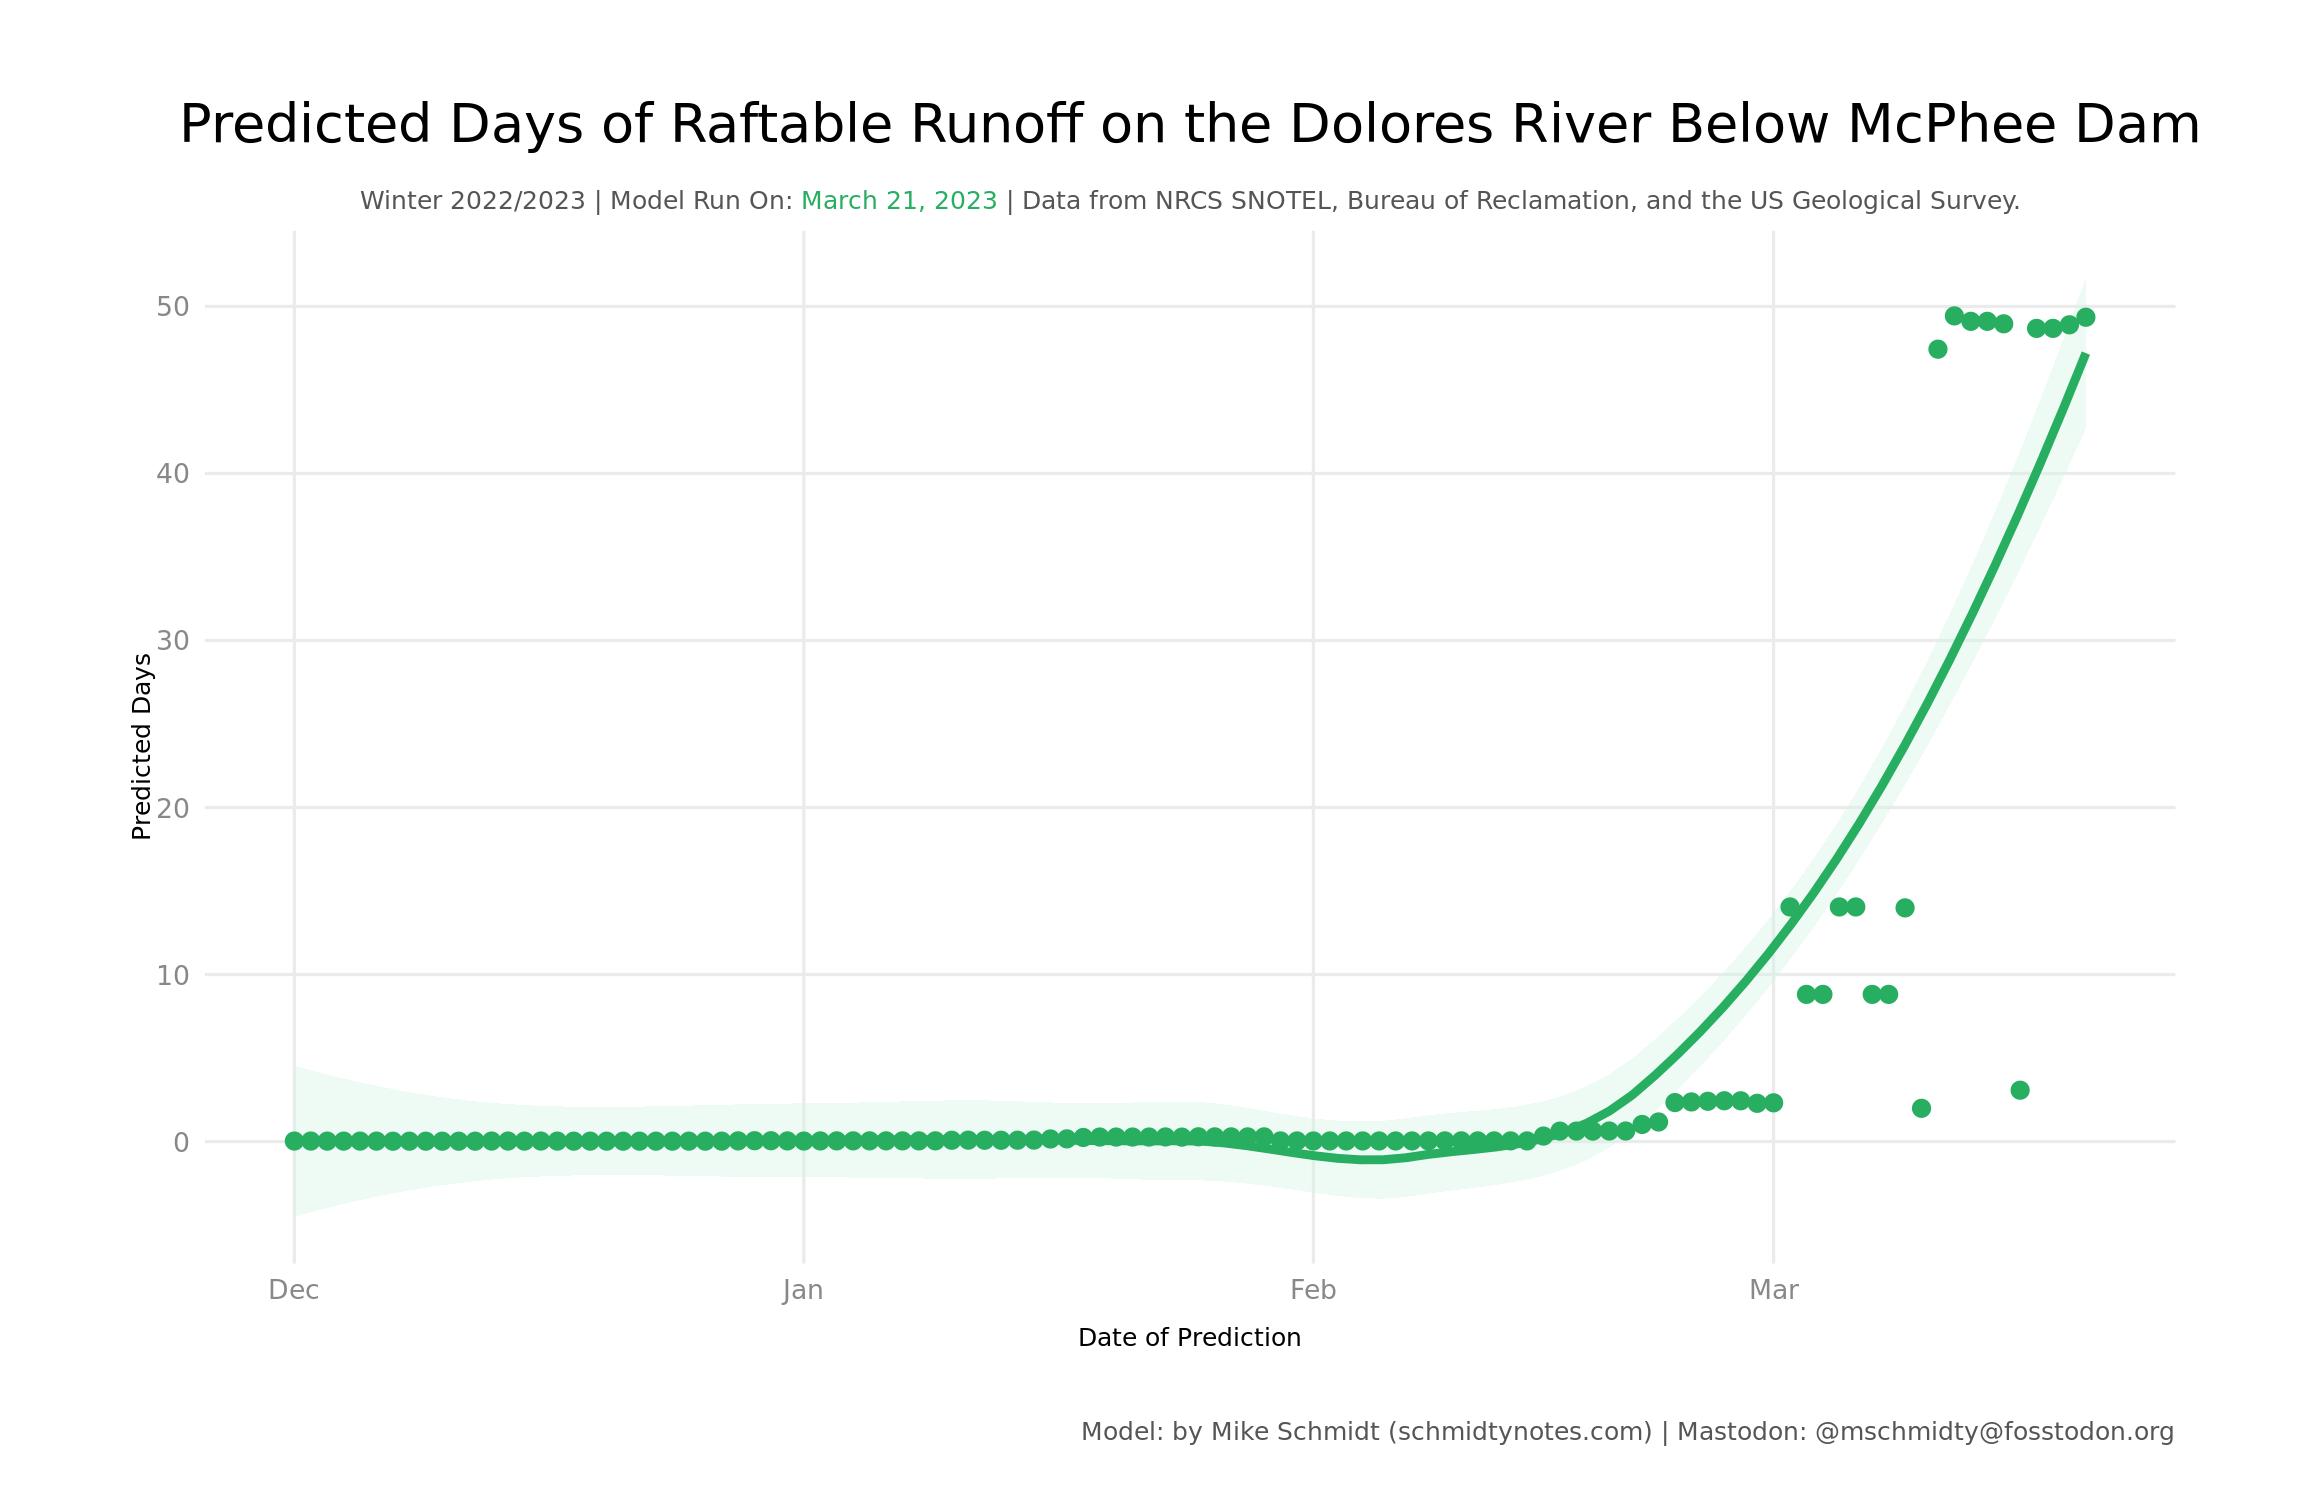 Predicted Days of Raftable Runoff on the Dolores River Below McPhee Dam
Winter 2022/2023 | Model Run On: March 21, 2023 | Data from NRCS SNOTEL, Bureau of Reclamation, and the US Geological Survey.
50
40
30
20
10
0
Predicted Days
Dec Jan Feb Mar
Date of Prediction
Model: by Mike Schmidt (schmidtynotes.com) | Mastodon: @mschmidty@fosstodon.org